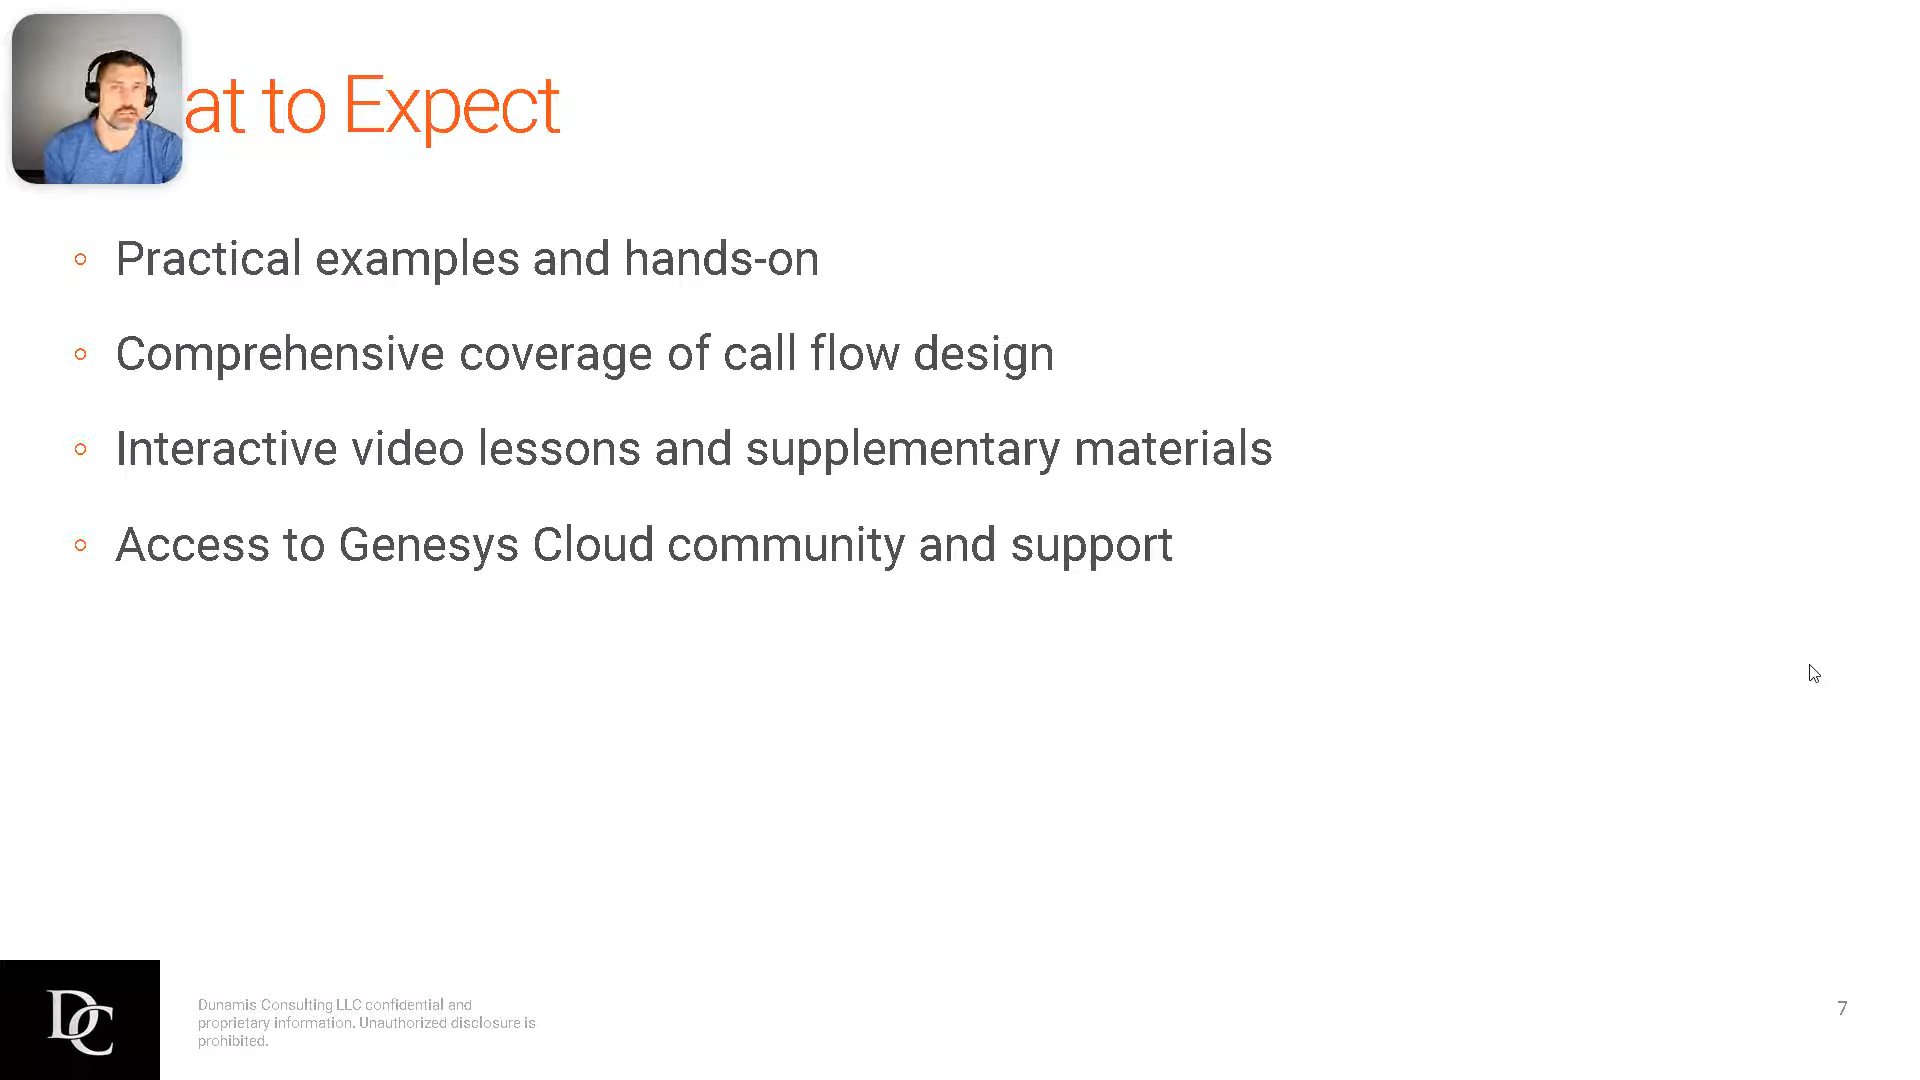 at to Expect
Practical examples and hands-on
Comprehensive coverage of call flow design
Interactive video lessons and supplementary materials
Access to Genesys Cloud community and support
DC
Dunamis Consulting LLC confidential and
proprietary information. Unauthorized disclosure is
prohibited.
7